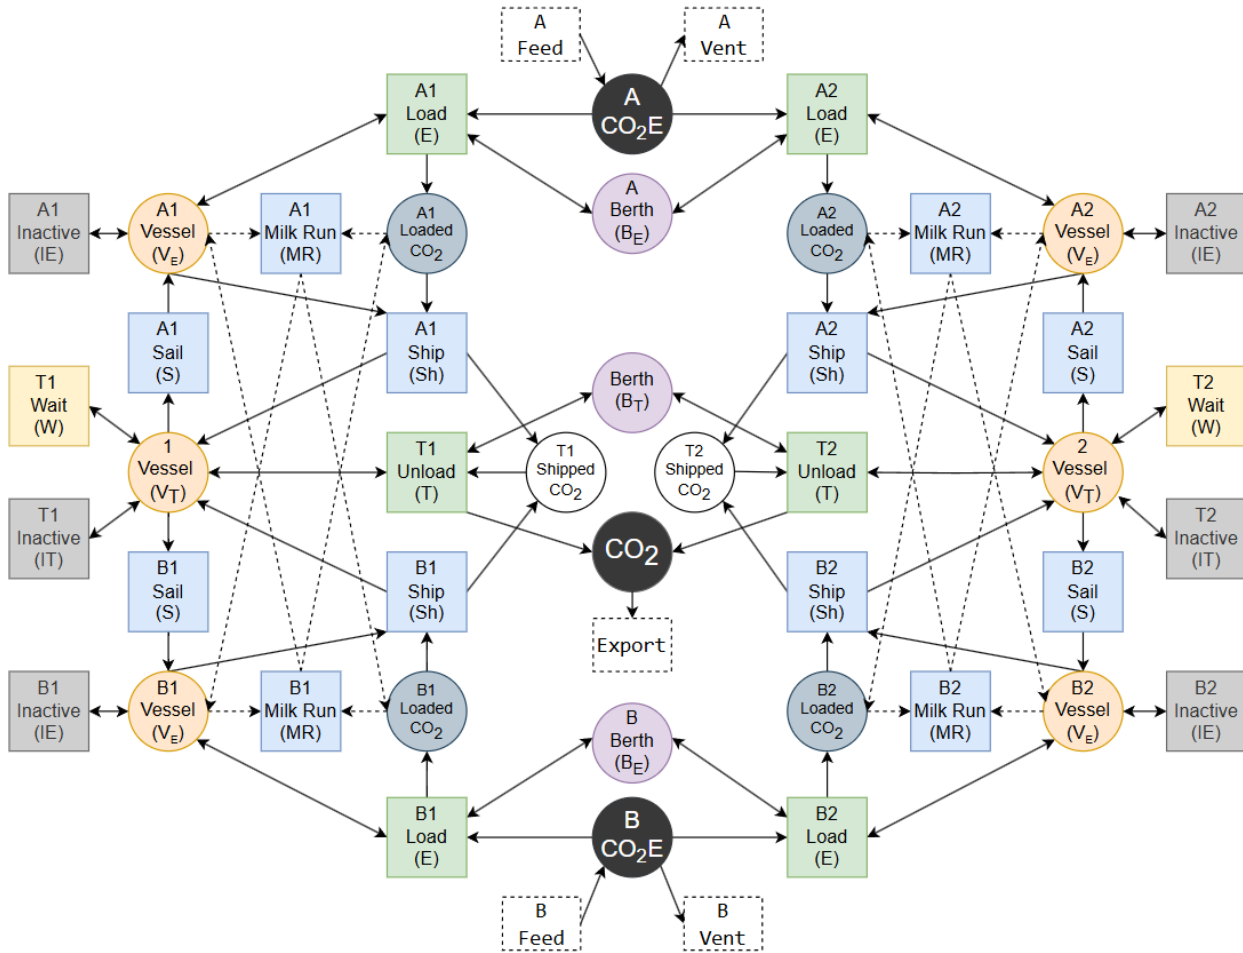 A
Feed
A
Vent
A
CO2E
A1
Load
(E)
A2
Load
(E)
A
Berth
(BE)
A1
Inactive
(IE)
A1
Vessel
(VE)
A1
Milk Run
(MR)
A1
Loaded
CO2
A2
Loaded
CO2
A2
Milk Run
(MR)
A2
Vessel
(VE)
A2
Inactive
(IE)
A1
Sail
(S)
A1
Ship
(Sh)
A2
Ship
(Sh)
A2
Sail
(S)
T1
Wait
(W)
Berth
(BT)
T2
Wait
(W)
1
Vessel
(VT)
T1
Unload
(T)
T1
Shipped
CO2
T2
Shipped
CO2
T2
Unload
(T)
2
Vessel
(VT)
T1
Inactive
(IT)
CO2
T2
Inactive
(IT)
B1
Sail
(S)
B1
Ship
(Sh)
B2
Ship
(Sh)
B2
Sail
(S)
Export
B1
Inactive
(IE)
B1
Vessel
(VE)
B1
Milk Run
(MR)
B1
Loaded
CO2
B
Berth
(BE)
B2
Loaded
CO2
B2
Milk Run
(MR)
B2
Vessel
(VE)
B2
Inactive
(IE)
B1
Load
(E)
B
CO2E
B2
Load
(E)
B
Feed
B
Vent